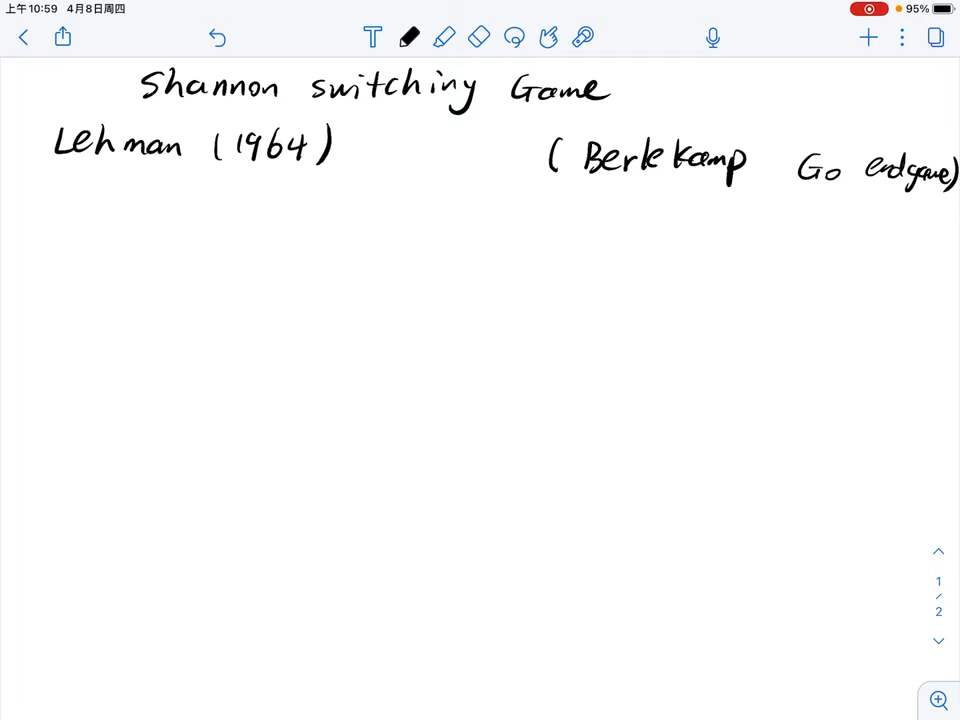 上午10:59 4月8日周四 95%
Shannon switching Game
Lehman (1964) (Berlekamp Go endgame)
1
/
2